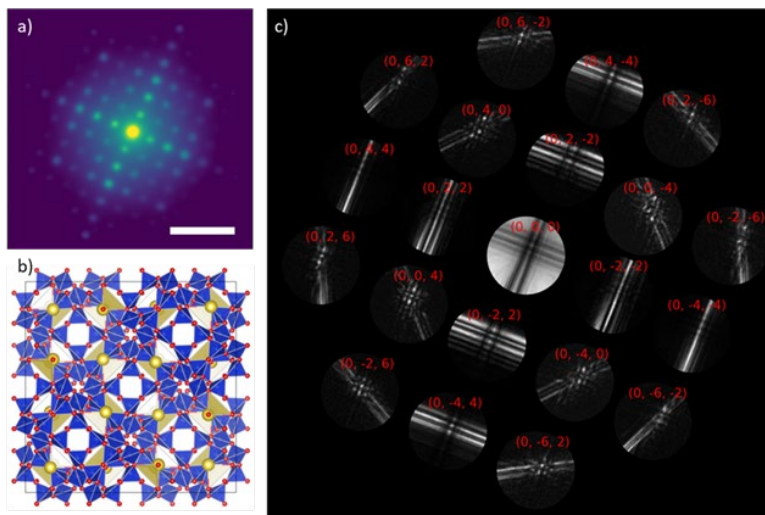 a)
b)
c)
(0, 6, -2)
(0, 4, -4)
(0, 6, 2)
(0, 4, 0)
(0, 2, -6)
(0, 2, -2)
(0, 4, 4)
(0, 2, 2)
(0, 0, -4)
(0, -2, -6)
(0, 0, 0)
(0, 2, 6)
(0, -2, -2)
(0, 0, 4)
(0, -4, -4)
(0, -2, 2)
(0, -4, 0)
(0, -2, 6)
(0, -6, -2)
(0, -4, 4)
(0, -6, 2)